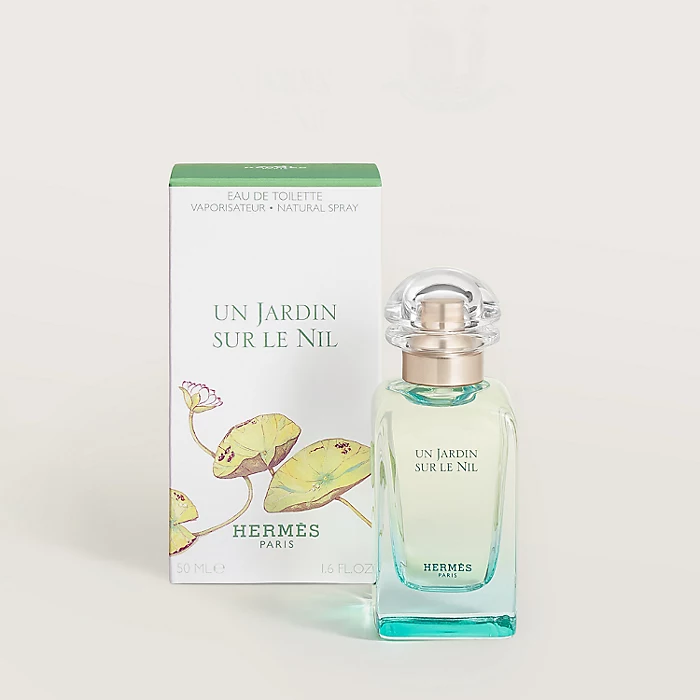 EAU DE TOILETTE
VAPORISATEUR • NATURAL SPRAY
UN JARDIN
SUR LE NIL
HERMÈS
PARIS
50 ML℮ 1.6 FL.OZ
UN JARDIN
SUR LE NIL
HERMÈS
PARIS